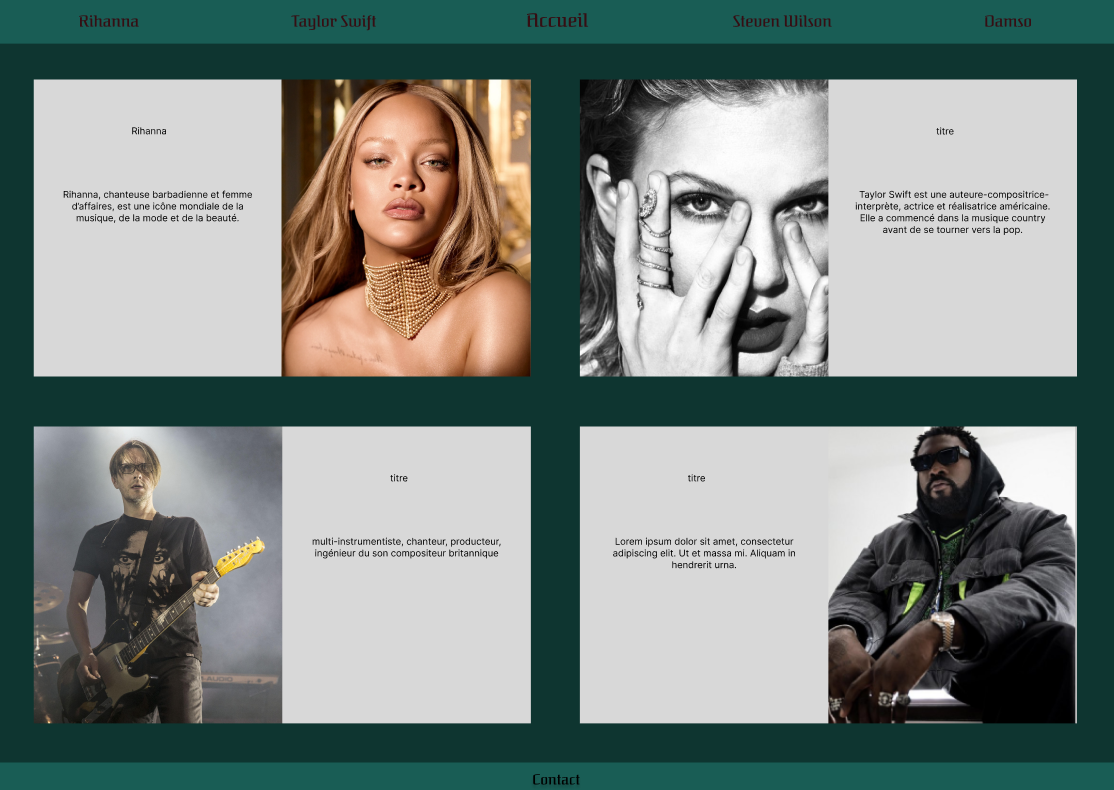 Rihanna
Taylor Swift
Accueil
Steven Wilson
Damso
Rihanna
Rihanna, chanteuse barbadienne et femme
d'affaires, est une icône mondiale de la
musique, de la mode et de la beauté.
titre
Taylor Swift est une auteure-compositrice-
interprète, actrice et réalisatrice américaine.
Elle a commencé dans la musique country
avant de se tourner vers la pop.
titre
multi-instrumentiste, chanteur, producteur,
ingénieur du son compositeur britannique
titre
Lorem ipsum dolor sit amet, consectetur
adipiscing elit. Ut et massa mi. Aliquam in
hendrerit urna.
Contact